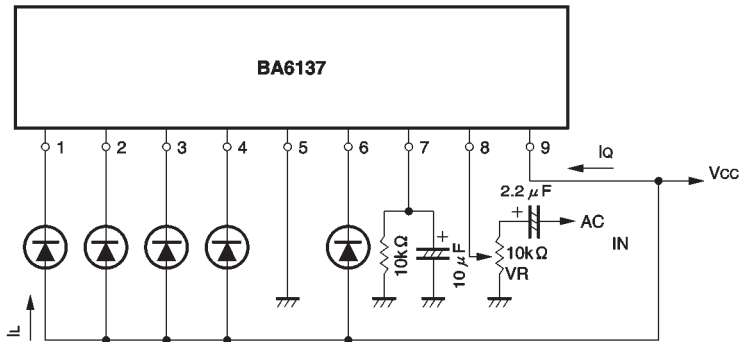 BA6137
1 2 3 4 5 6 7 8 9
IQ
VCC
2.2 μF
+
AC
IN
10kΩ
+
10 μF
10kΩ
VR
IL